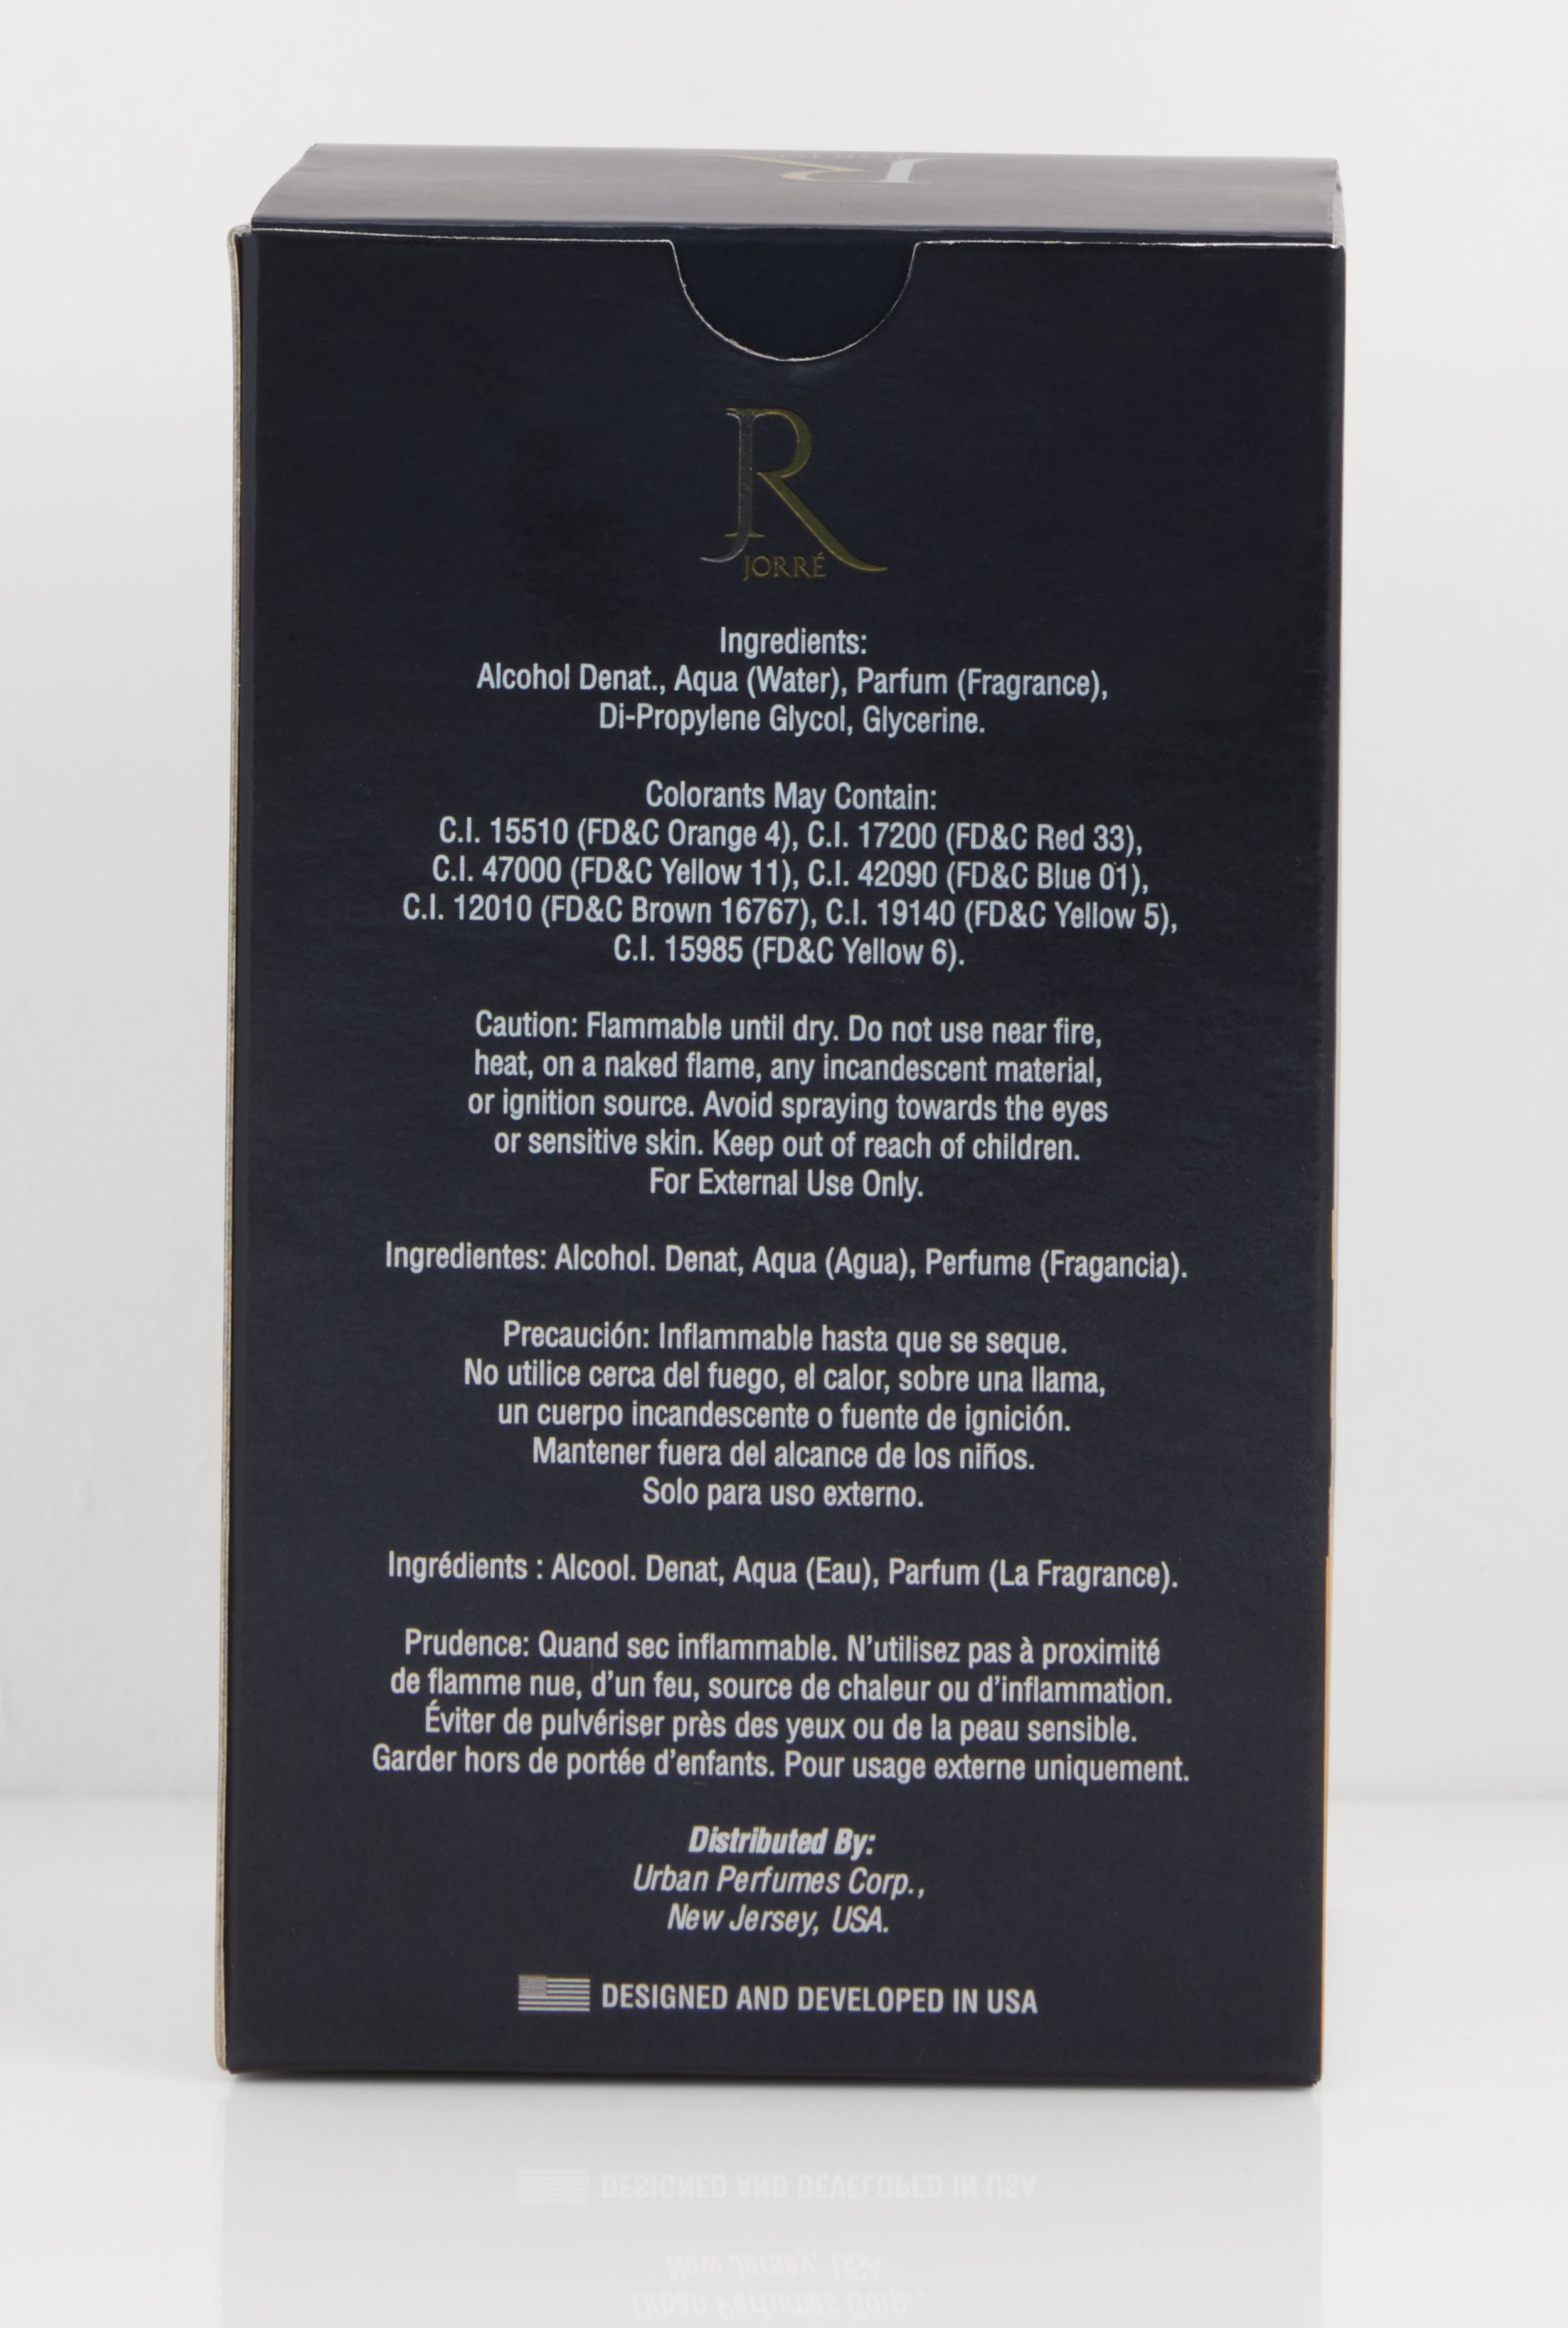 JR
JORRÉ
Ingredients:
Alcohol Denat., Aqua (Water), Parfum (Fragrance),
Di-Propylene Glycol, Glycerine.
Colorants May Contain:
C.I. 15510 (FD&C Orange 4), C.I. 17200 (FD&C Red 33),
C.I. 47000 (FD&C Yellow 11), C.I. 42090 (FD&C Blue 01),
C.I. 12010 (FD&C Brown 16767), C.I. 19140 (FD&C Yellow 5),
C.I. 15985 (FD&C Yellow 6).
Caution: Flammable until dry. Do not use near fire,
heat, on a naked flame, any incandescent material,
or ignition source. Avoid spraying towards the eyes
or sensitive skin. Keep out of reach of children.
For External Use Only.
Ingredientes: Alcohol. Denat, Aqua (Agua), Perfume (Fragancia).
Precaución: Inflammable hasta que se seque.
No utilice cerca del fuego, el calor, sobre una llama,
un cuerpo incandescente o fuente de ignición.
Mantener fuera del alcance de los niños.
Solo para uso externo.
Ingrédients : Alcool. Denat, Aqua (Eau), Parfum (La Fragrance).
Prudence: Quand sec inflammable. N'utilisez pas à proximité
de flamme nue, d'un feu, source de chaleur ou d'inflammation.
Éviter de pulvériser près des yeux ou de la peau sensible.
Garder hors de portée d'enfants. Pour usage externe uniquement.
Distributed By:
Urban Perfumes Corp.,
New Jersey, USA.
DESIGNED AND DEVELOPED IN USA